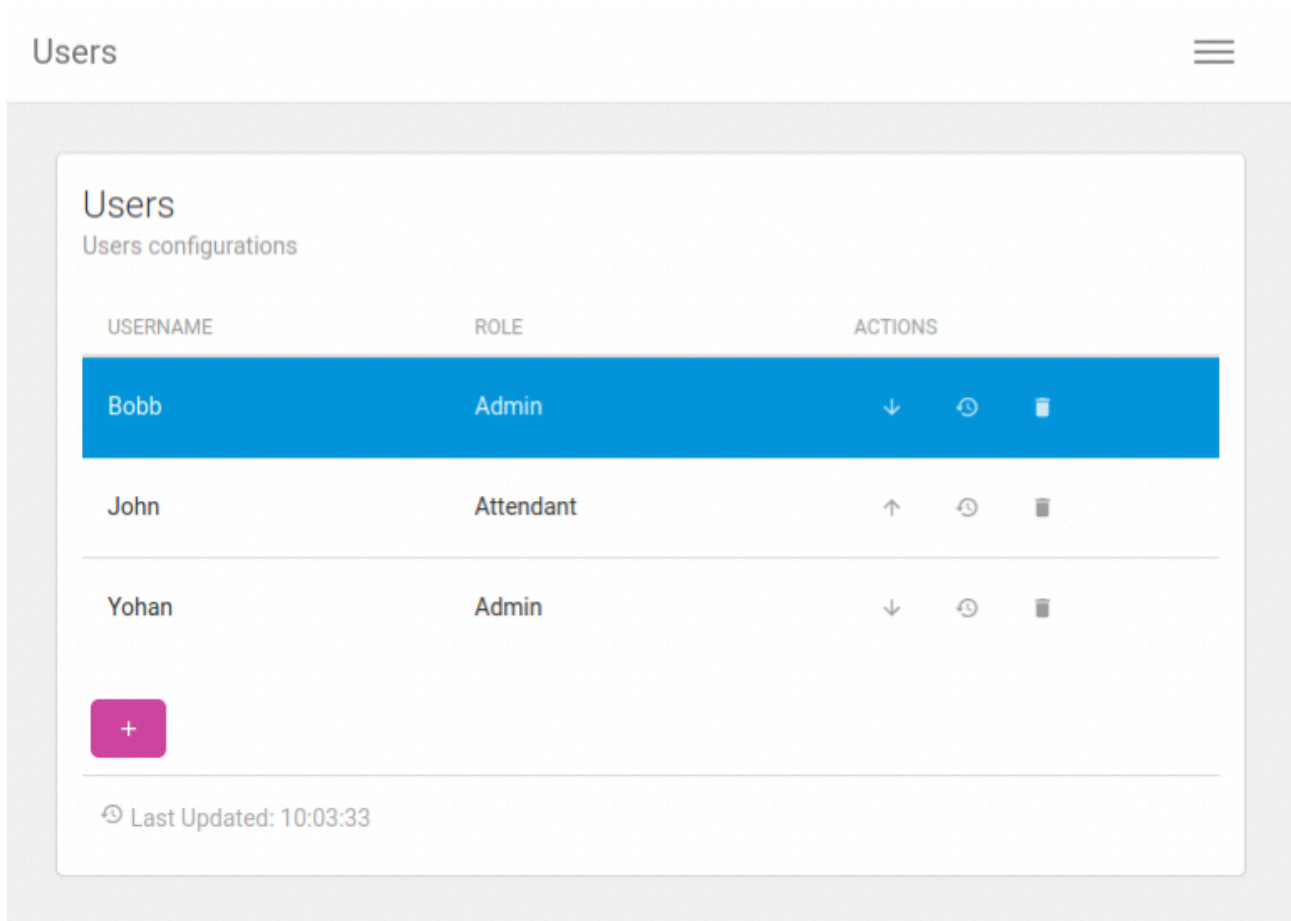 Users
Users
Users configurations
USERNAME ROLE ACTIONS
Bobb Admin
John Attendant
Yohan Admin
+
Last Updated: 10:03:33